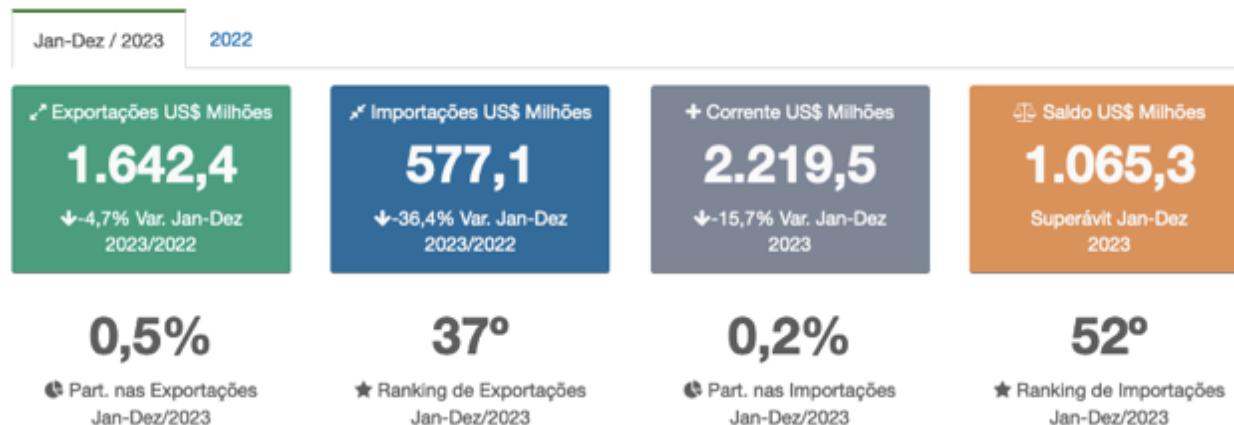 Jan-Dez / 2023
2022
Exportações US$ Milhões
1.642,4
-4,7% Var. Jan-Dez
2023/2022
Importações US$ Milhões
577,1
-36,4% Var. Jan-Dez
2023/2022
Corrente US$ Milhões
2.219,5
-15,7% Var. Jan-Dez
2023
Saldo US$ Milhões
1.065,3
Superávit Jan-Dez
2023
0,5%
Part. nas Exportações
Jan-Dez/2023
37º
Ranking de Exportações
Jan-Dez/2023
0,2%
Part. nas Importações
Jan-Dez/2023
52º
Ranking de Importações
Jan-Dez/2023